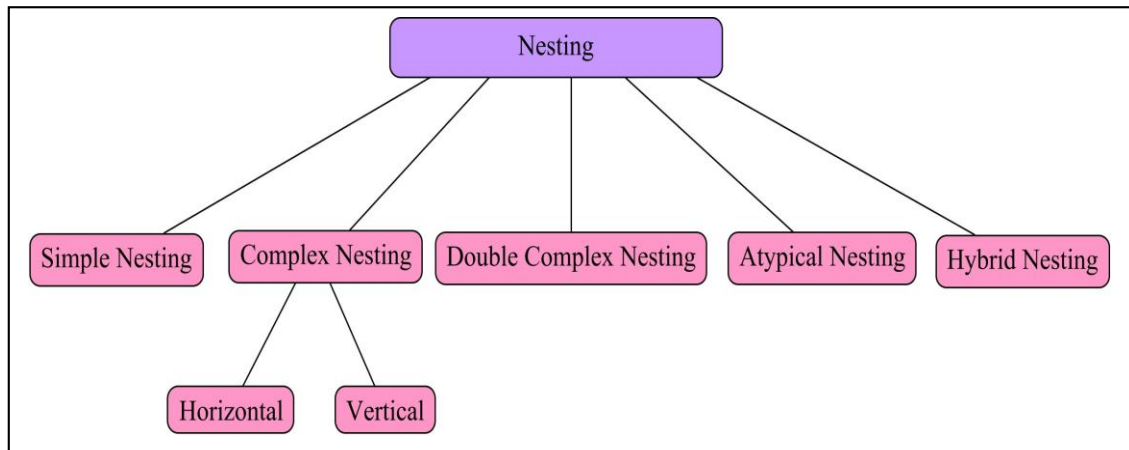 Nesting
Simple Nesting
Complex Nesting
Double Complex Nesting
Atypical Nesting
Hybrid Nesting
Horizontal
Vertical